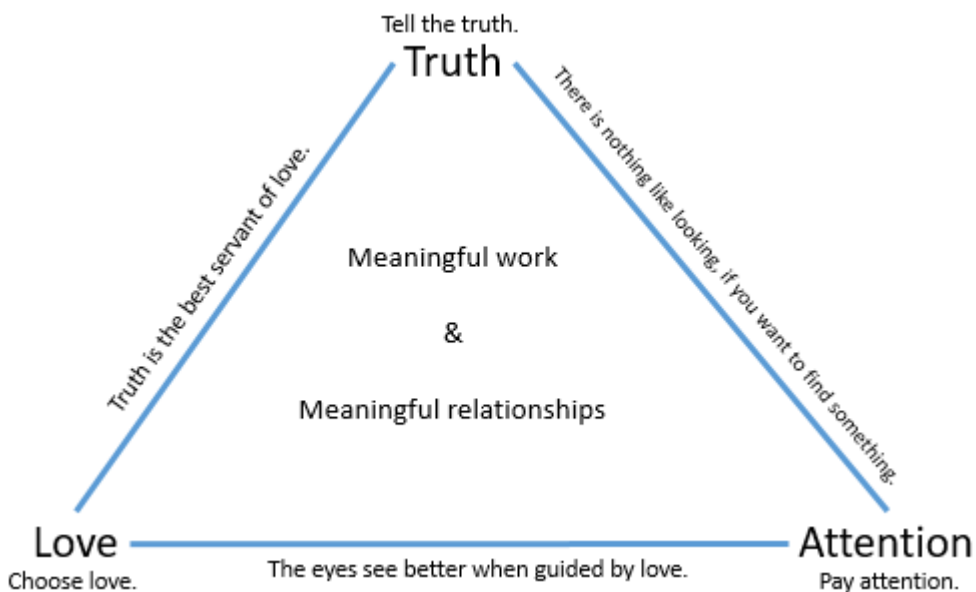 Tell the truth.
Truth
There is nothing like looking, if you want to find something.
Truth is the best servant of love.
Meaningful work
&
Meaningful relationships
Love
Choose love.
The eyes see better when guided by love.
Attention
Pay attention.